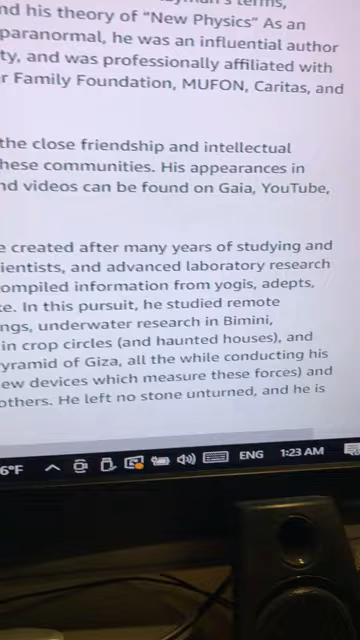 terms,
nd his theory of “New Physics” As an
paranormal, he was an influential author
ty, and was professionally affiliated with
r Family Foundation, MUFON, Caritas, and
the close friendship and intellectual
hese communities. His appearances in
nd videos can be found on Gaia, YouTube,
e created after many years of studying and
ientists, and advanced laboratory research
ompiled information from yogis, adepts,
e. In this pursuit, he studied remote
ngs, underwater research in Bimini,
in crop circles (and haunted houses), and
yramid of Giza, all the while conducting his
ew devices which measure these forces) and
others. He left no stone unturned, and he is
6°F ENG 1:23 AM